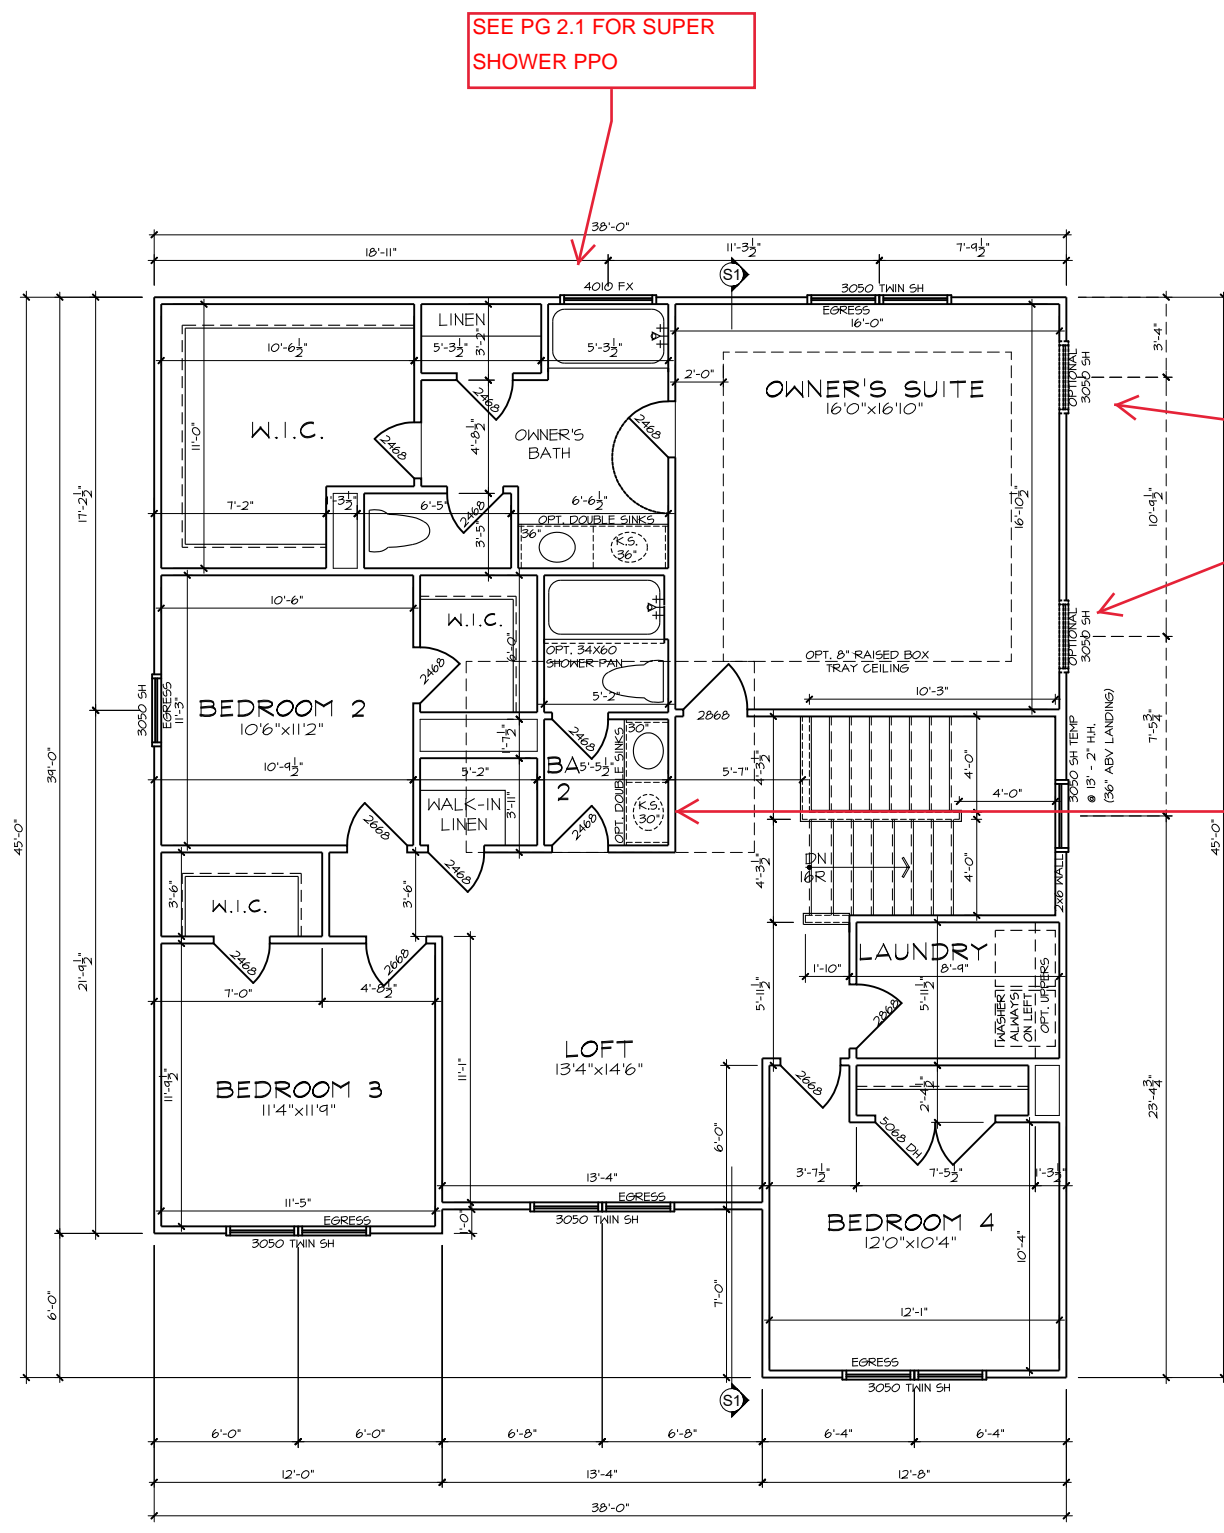 SEE PG 2.1 FOR SUPER
SHOWER PPO
38'-0"
18'-11"
11'-3½"
7'-9½"
S1
4010 FX
3050 TWIN SH
EGRESS
16'-0"
LINEN
10'-6½"
5'-3½"
3'-2"
5'-3½"
3'-4"
OPTIONAL
3050 SH
2'-0"
OWNER'S SUITE
16'0"x16'10"
2468
2468
W.I.C.
11'-0"
2468
4'-8½"
OWNER'S
BATH
17'-2½"
7'-2"
1'-3½"
6'-5"
2468
3'-5"
6'-6½"
16'-10½"
10'-9½"
OPT. DOUBLE SINKS
36"
K.S.
36"
10'-6"
W.I.C.
6'-0"
2468
OPT. 34X60
SHOWER PAN
OPT. 8" RAISED BOX
TRAY CEILING
OPTIONAL
3050 SH
5'-2"
10'-3"
3050 SH
EGRESS
11'-3"
BEDROOM 2
10'6"x11'2"
2868
39'-0"
45'-0"
10'-9½"
1'-7½"
5'-2"
2468
BA
2
5'-5½"
30"
OPT. DOUBLE SINKS
K.S.
30"
5'-7"
4'-3½"
4'-0"
4'-0"
3050 SH TEMP
@ 13' - 2" H.H.
(36" ABV LANDING)
7'-5¾"
45'-0"
WALK-IN
LINEN
3'-11"
2668
2468
2468
4'-3½"
DN
16R
4'-0"
2x6 WALL
3'-6"
W.I.C.
3'-6"
2468
2668
21'-9½"
7'-0"
4'-8½"
LAUNDRY
1'-10"
8'-9"
5'-11½"
5'-11½"
2868
WASHER
ALWAYS
ON LEFT
OPT. UPPERS
LOFT
13'4"x14'6"
11'-1"
11'-9½"
BEDROOM 3
11'4"x11'9"
2668
2'-4½"
5068 DH
23'-4¾"
6'-0"
3'-7½"
7'-5½"
1'-3½"
13'-4"
11'-5"
EGRESS
3050 TWIN SH
1'-0"
EGRESS
3050 TWIN SH
BEDROOM 4
12'0"x10'4"
10'-4"
6'-0"
7'-0"
12'-1"
EGRESS
3050 TWIN SH
S1
6'-0"
6'-0"
6'-8"
6'-8"
6'-4"
6'-4"
12'-0"
13'-4"
12'-8"
38'-0"